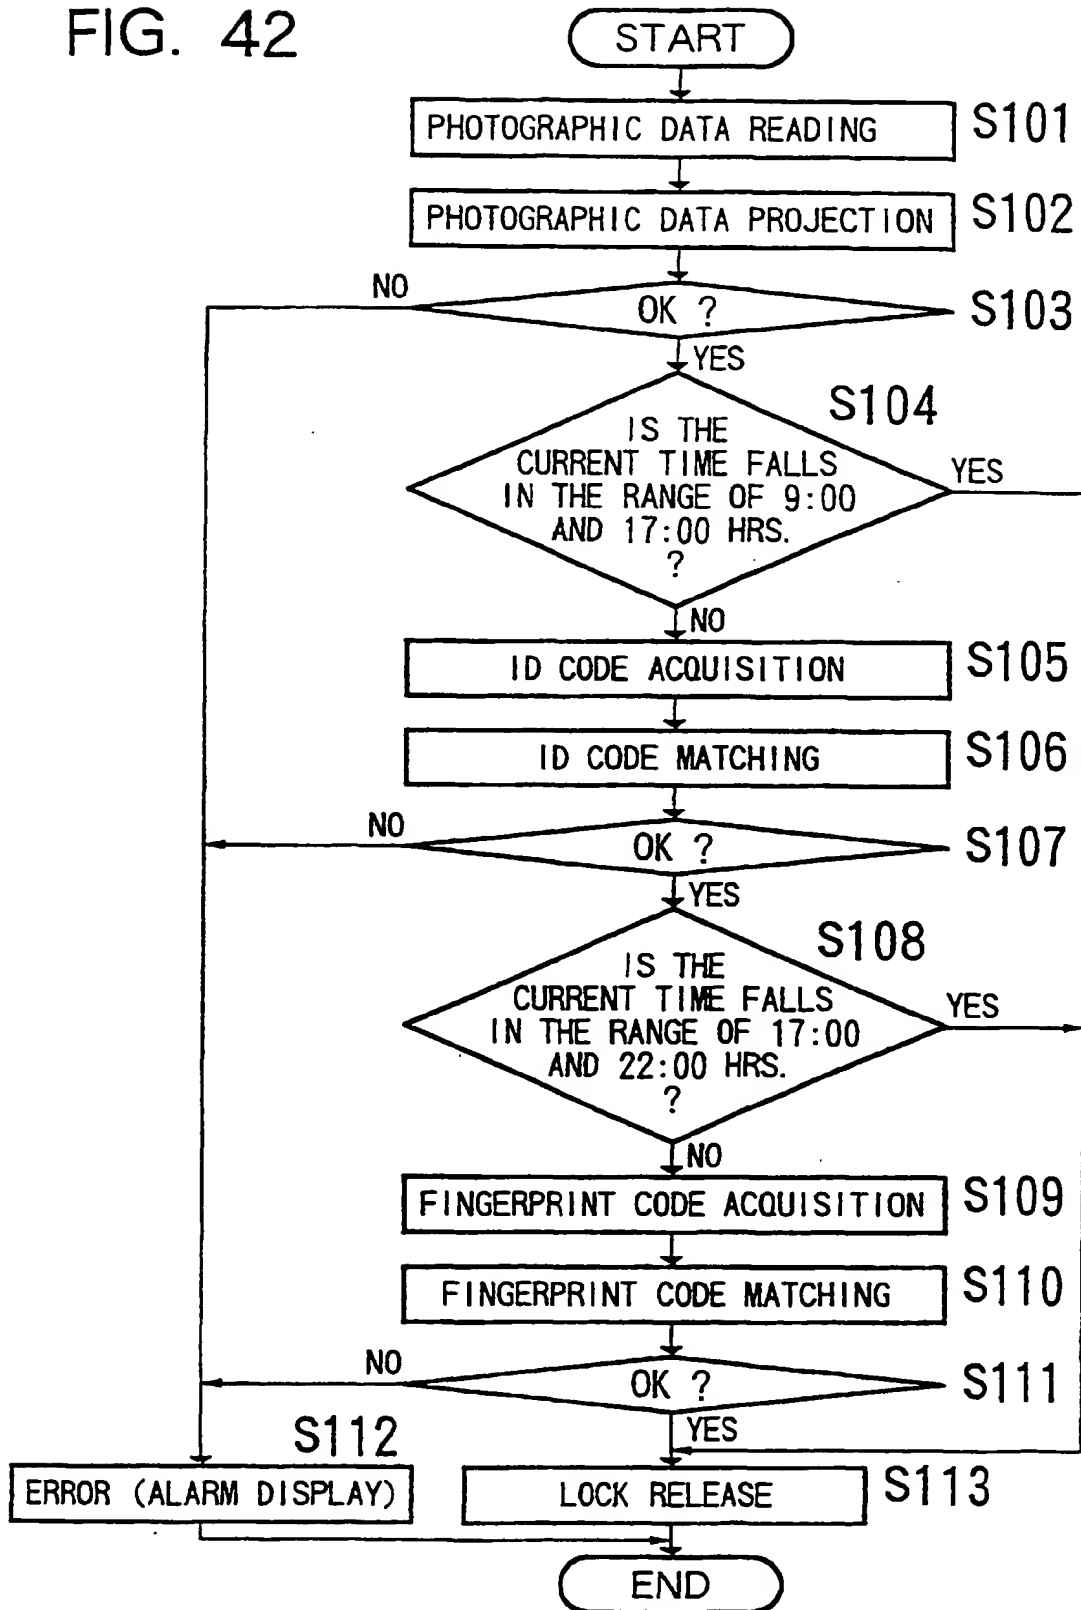 FIG. 42
START
PHOTOGRAPHIC DATA READING
S101
PHOTOGRAPHIC DATA PROJECTION
S102
NO
OK ?
S103
YES
S104
IS THE
CURRENT TIME FALLS
IN THE RANGE OF 9:00
AND 17:00 HRS.
?
YES
NO
ID CODE ACQUISITION
S105
ID CODE MATCHING
S106
NO
OK ?
S107
YES
S108
IS THE
CURRENT TIME FALLS
IN THE RANGE OF 17:00
AND 22:00 HRS.
?
YES
NO
FINGERPRINT CODE ACQUISITION
S109
FINGERPRINT CODE MATCHING
S110
NO
OK ?
S111
YES
S112
ERROR (ALARM DISPLAY)
LOCK RELEASE
S113
END